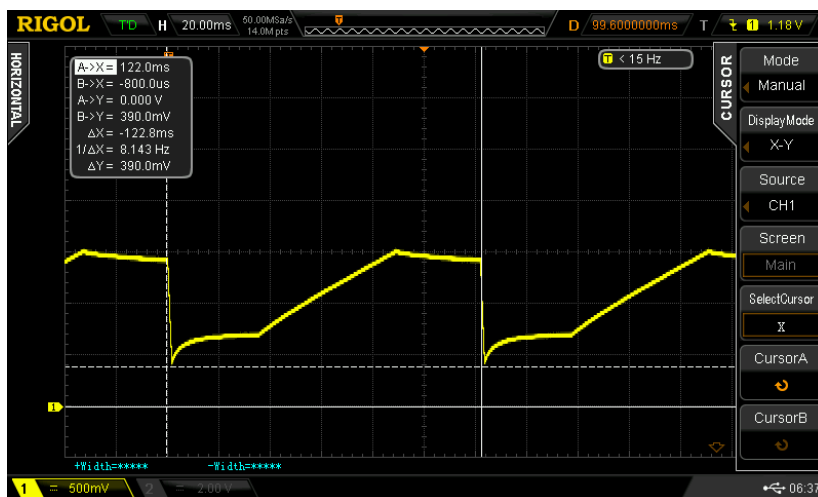 RIGOL T'D H 20.00ms 50.00MSa/s 14.0M pts D 99.6000000ms T 1 1.18 V
HORIZONTAL
A->X= 122.0ms
B->X= -800.0us
A->Y= 0.000 V
B->Y= 390.0mV
ΔX= -122.8ms
1/ΔX= 8.143 Hz
ΔY= 390.0mV
T < 15 Hz
CURSOR
Mode
Manual
DisplayMode
X-Y
Source
CH1
Screen
Main
SelectCursor
X
CursorA
CursorB
1
+Width=***** -Width=*****
1 = 500mV 2 = 2.00 V 06:37